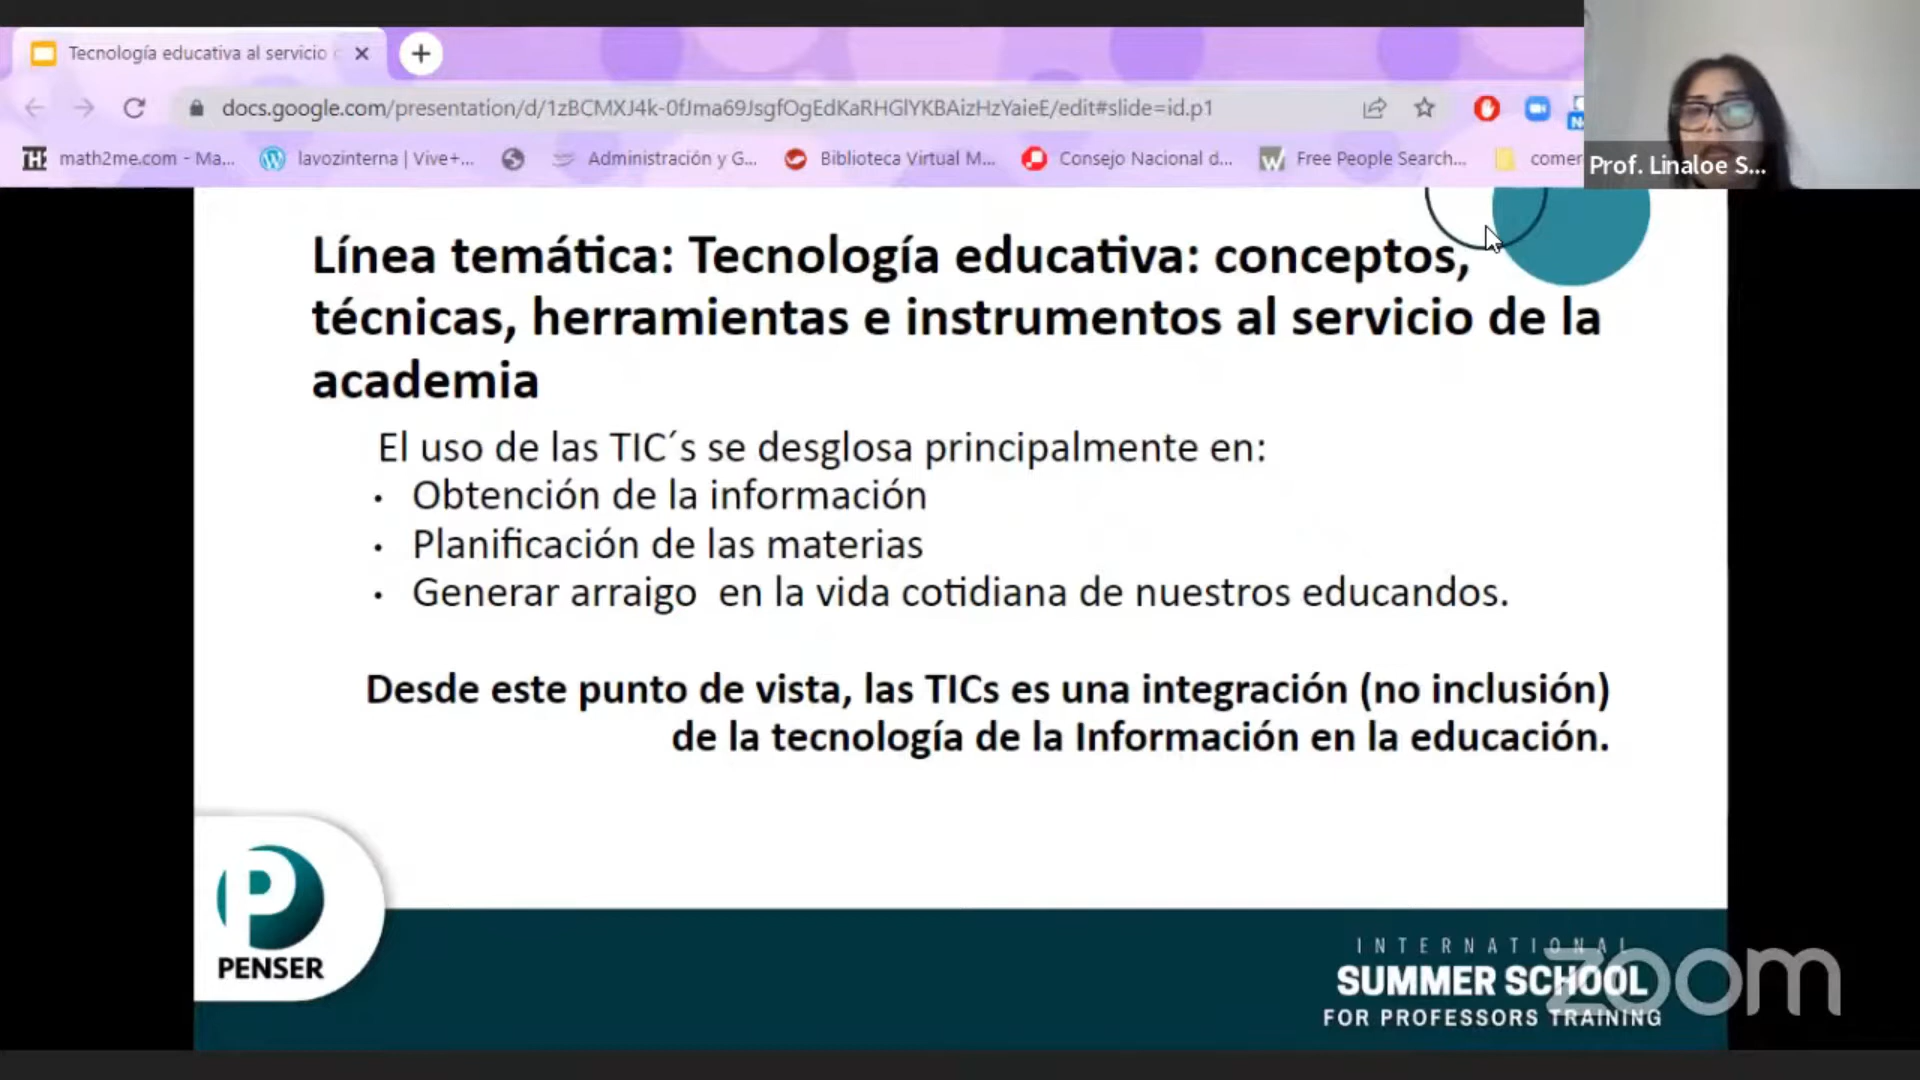 Tecnología educativa al servicio
docs.google.com/presentation/d/1zBCMXJ4k-0fJma69JsgfOgEdKaRHGlYKBAizHzYaieE/edit#slide=id.p1
math2me.com - Ma... lavozinterna | Vive+... Administración y G... Biblioteca Virtual M... Consejo Nacional d... Free People Search... comer
Prof. Linaloe S...
Línea temática: Tecnología educativa: conceptos,
técnicas, herramientas e instrumentos al servicio de la
academia
El uso de las TIC´s se desglosa principalmente en:
• Obtención de la información
• Planificación de las materias
• Generar arraigo en la vida cotidiana de nuestros educandos.
Desde este punto de vista, las TICs es una integración (no inclusión)
de la tecnología de la Información en la educación.
PENSER
INTERNATIONAL
SUMMER SCHOOL
FOR PROFESSORS TRAINING
zoom